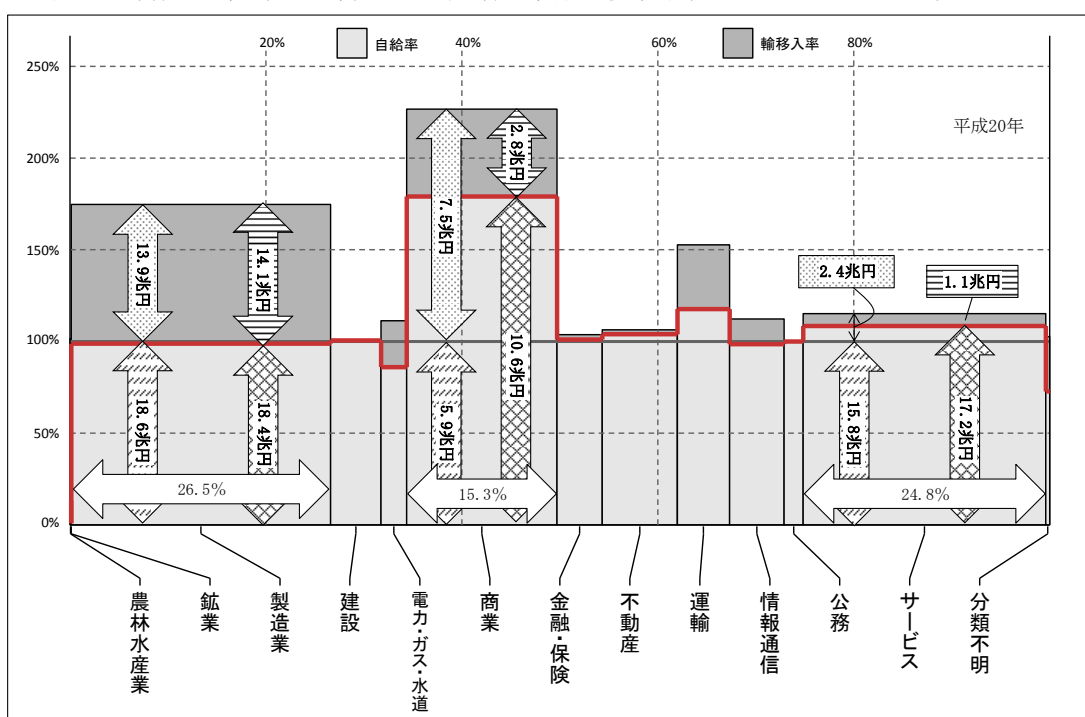 20%
自給率
40%
60%
輸移入率
80%
250%
200%
150%
100%
50%
0%
平成20年
13.9兆円
14.1兆円
7.5兆円
2.8兆円
2.4兆円
1.1兆円
18.6兆円
18.4兆円
5.9兆円
10.6兆円
15.8兆円
17.2兆円
26.5%
15.3%
24.8%
農林水産業
鉱業
製造業
建設
電力・ガス・水道
商業
金融・保険
不動産
運輸
情報通信
公務
サービス
分類不明